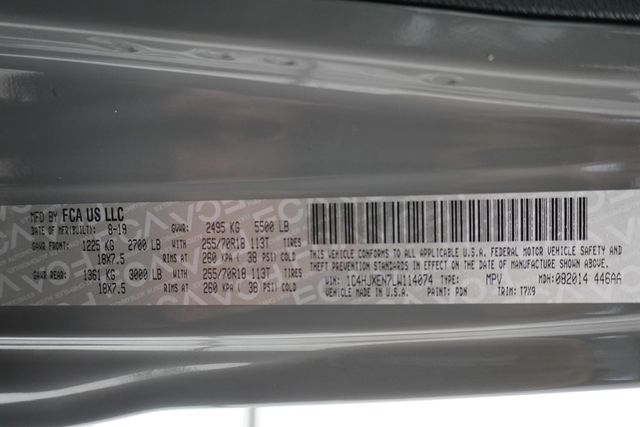 MFD BY FCA US LLC
DATE OF MFR(BUILT): 8-19 GVWR: 2495 KG 5500 LB
GAWR FRONT: 1225 KG 2700 LB WITH 255/70R18 113T TIRES
18X7.5 RIMS AT 260 KPA / 38 PSI COLD
GAWR REAR: 1361 KG 3000 LB WITH 255/70R18 113T TIRES
18X7.5 RIMS AT 260 KPA / 38 PSI COLD
THIS VEHICLE CONFORMS TO ALL APPLICABLE U.S.A. FEDERAL MOTOR VEHICLE SAFETY AND
THEFT PREVENTION STANDARDS IN EFFECT ON THE DATE OF MANUFACTURE SHOWN ABOVE.
VIN: 1C4HJXEN7LW114074 TYPE: MPV MDH: 082014 446AA
VEHICLE MADE IN U.S.A. PAINT: PDN TRIM: T7X9